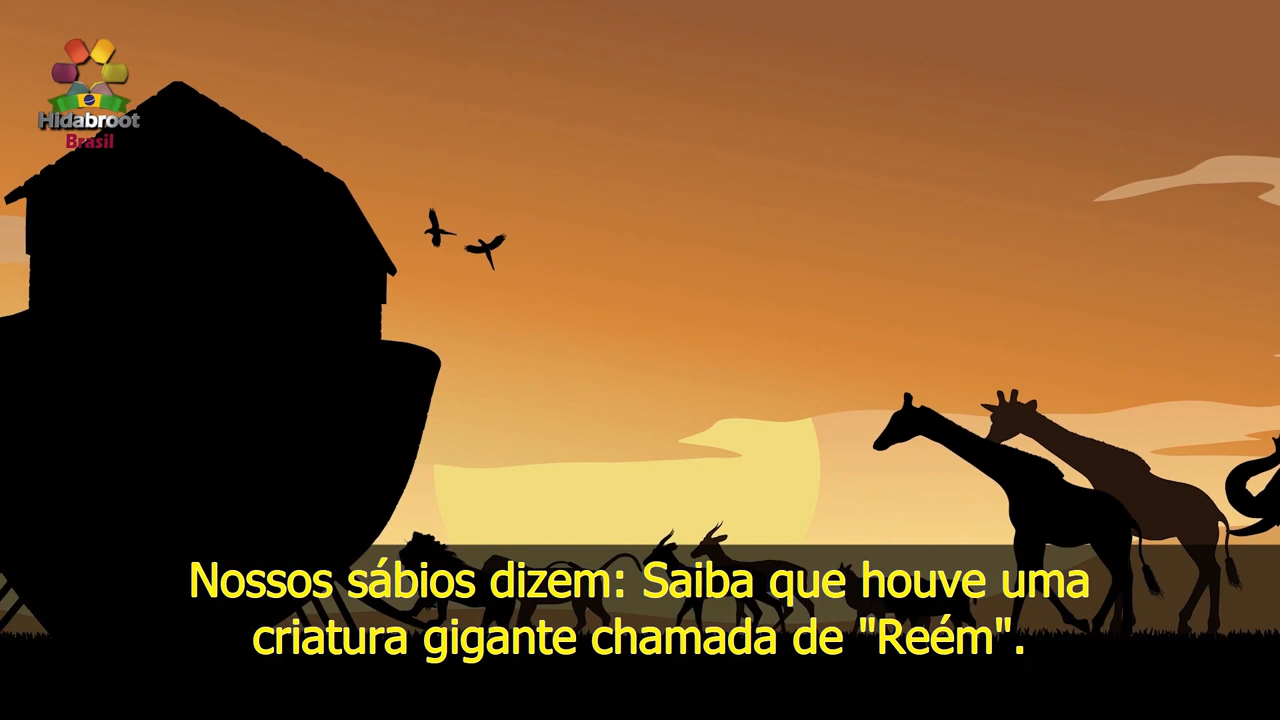 Hidabroot
Brasil
Nossos sábios dizem: Saiba que houve uma
criatura gigante chamada de "Reém".